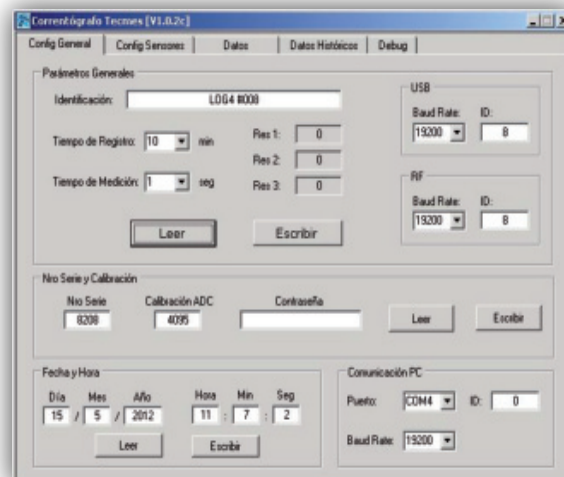 Correntógrafo Tecmes [V1.0.2c]
Config General Config Sensores Datos Datos Históricos Debug
Parámetros Generales
Identificación: LOG4 #008
Tiempo de Registro: 10 min
Tiempo de Medición: 1 seg
Res 1: 0
Res 2: 0
Res 3: 0
Leer Escribir
USB
Baud Rate: ID:
19200 8
RF
Baud Rate: ID:
19200 8
Nro Serie y Calibración
Nro Serie Calibración ADC Contraseña
8208 4095 Leer Escribir
Fecha y Hora
Día Mes Año Hora Min Seg
15 / 5 / 2012 11 : 7 : 2
Leer Escribir
Comunicación PC
Puerto: COM4 ID: 0
Baud Rate: 19200